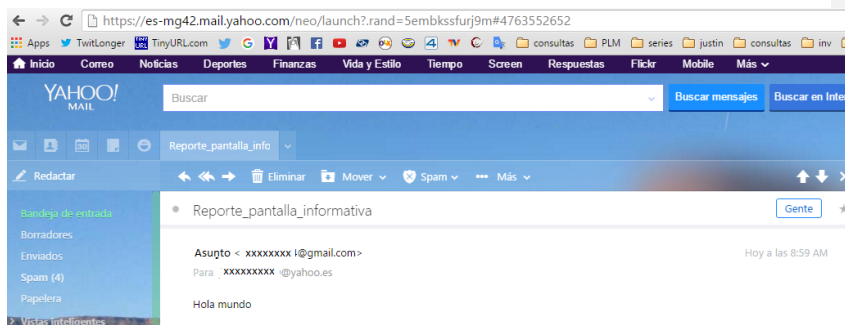 https://es-mg42.mail.yahoo.com/neo/launch?.rand=5embkssfurj9m#4763552652
Apps TwitLonger TinyURL.com consultas PLM series justin consultas inv
Inicio Correo Noticias Deportes Finanzas Vida y Estilo Tiempo Screen Respuestas Flickr Mobile Más
YAHOO!
MAIL
Buscar
Buscar mensajes
Buscar en Inte
Reporte_pantalla_info
Redactar
Eliminar Mover Spam Más
Bandeja de entrada
Borradores
Enviados
Spam (4)
Papelera
Vistas inteligentes
Reporte_pantalla_informativa
Gente
Asunto < xxxxxxxx @gmail.com>
Hoy a las 8:59 AM
Para xxxxxxxxx @yahoo.es
Hola mundo